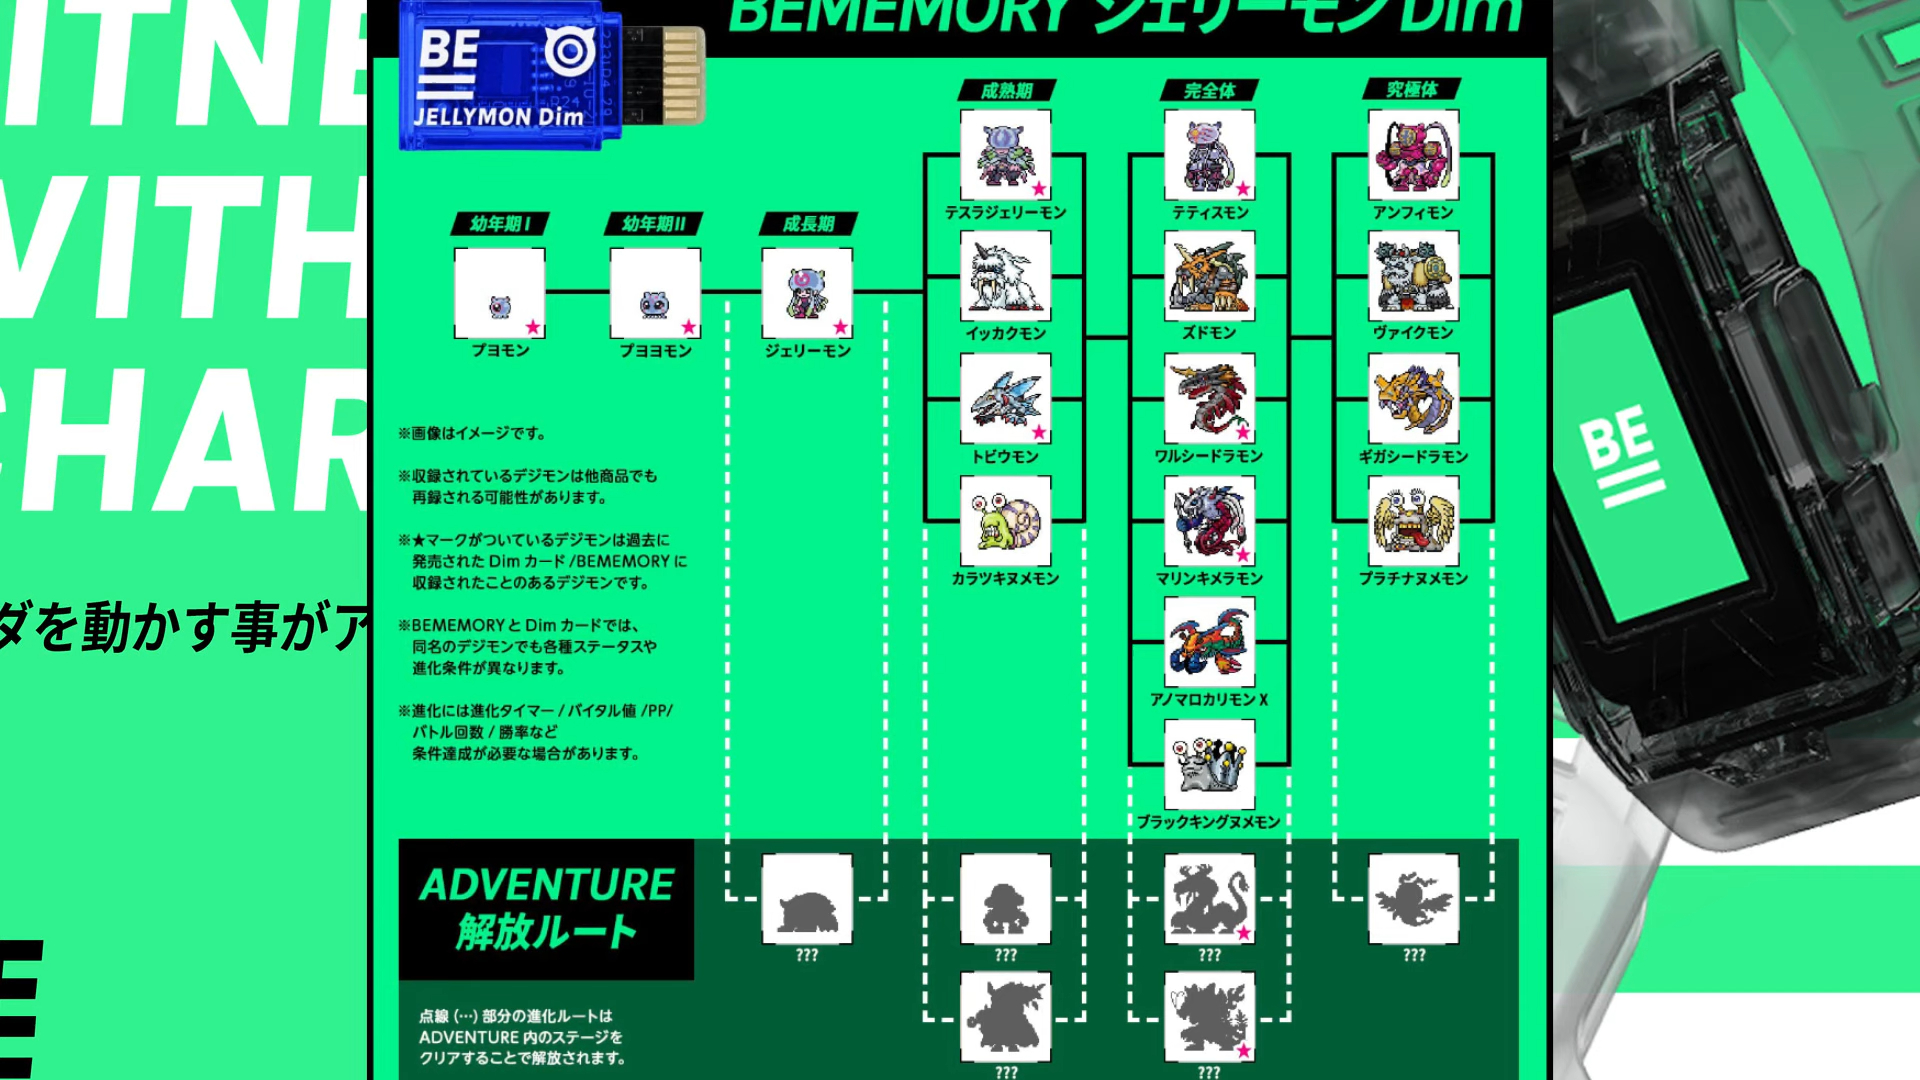 ITNE
VITH
CHAR
ダを動かす事がア
E
BEMEMORY ジェリーモン Dim
BE
JELLYMON Dim
幼年期I
プヨモン
幼年期II
プヨヨモン
成長期
ジェリーモン
成熟期
テスラジェリーモン
イッカクモン
トビウモン
カラツキヌメモン
完全体
テティスモン
ズドモン
ワルシードラモン
マリンキメラモン
アノマロカリモン X
ブラックキングヌメモン
究極体
アンフィモン
ヴァイクモン
ギガシードラモン
プラチナヌメモン
※画像はイメージです。
※収録されているデジモンは他商品でも
再録される可能性があります。
※★マークがついているデジモンは過去に
発売された Dim カード /BEMEMORY に
収録されたことのあるデジモンです。
※BEMEMORY と Dim カードでは、
同名のデジモンでも各種ステータスや
進化条件が異なります。
※進化には進化タイマー / バイタル値 /PP/
バトル回数 / 勝率など
条件達成が必要な場合があります。
ADVENTURE
解放ルート
点線 (…) 部分の進化ルートは
ADVENTURE 内のステージを
クリアすることで解放されます。
???
???
???
???
???
???
BE